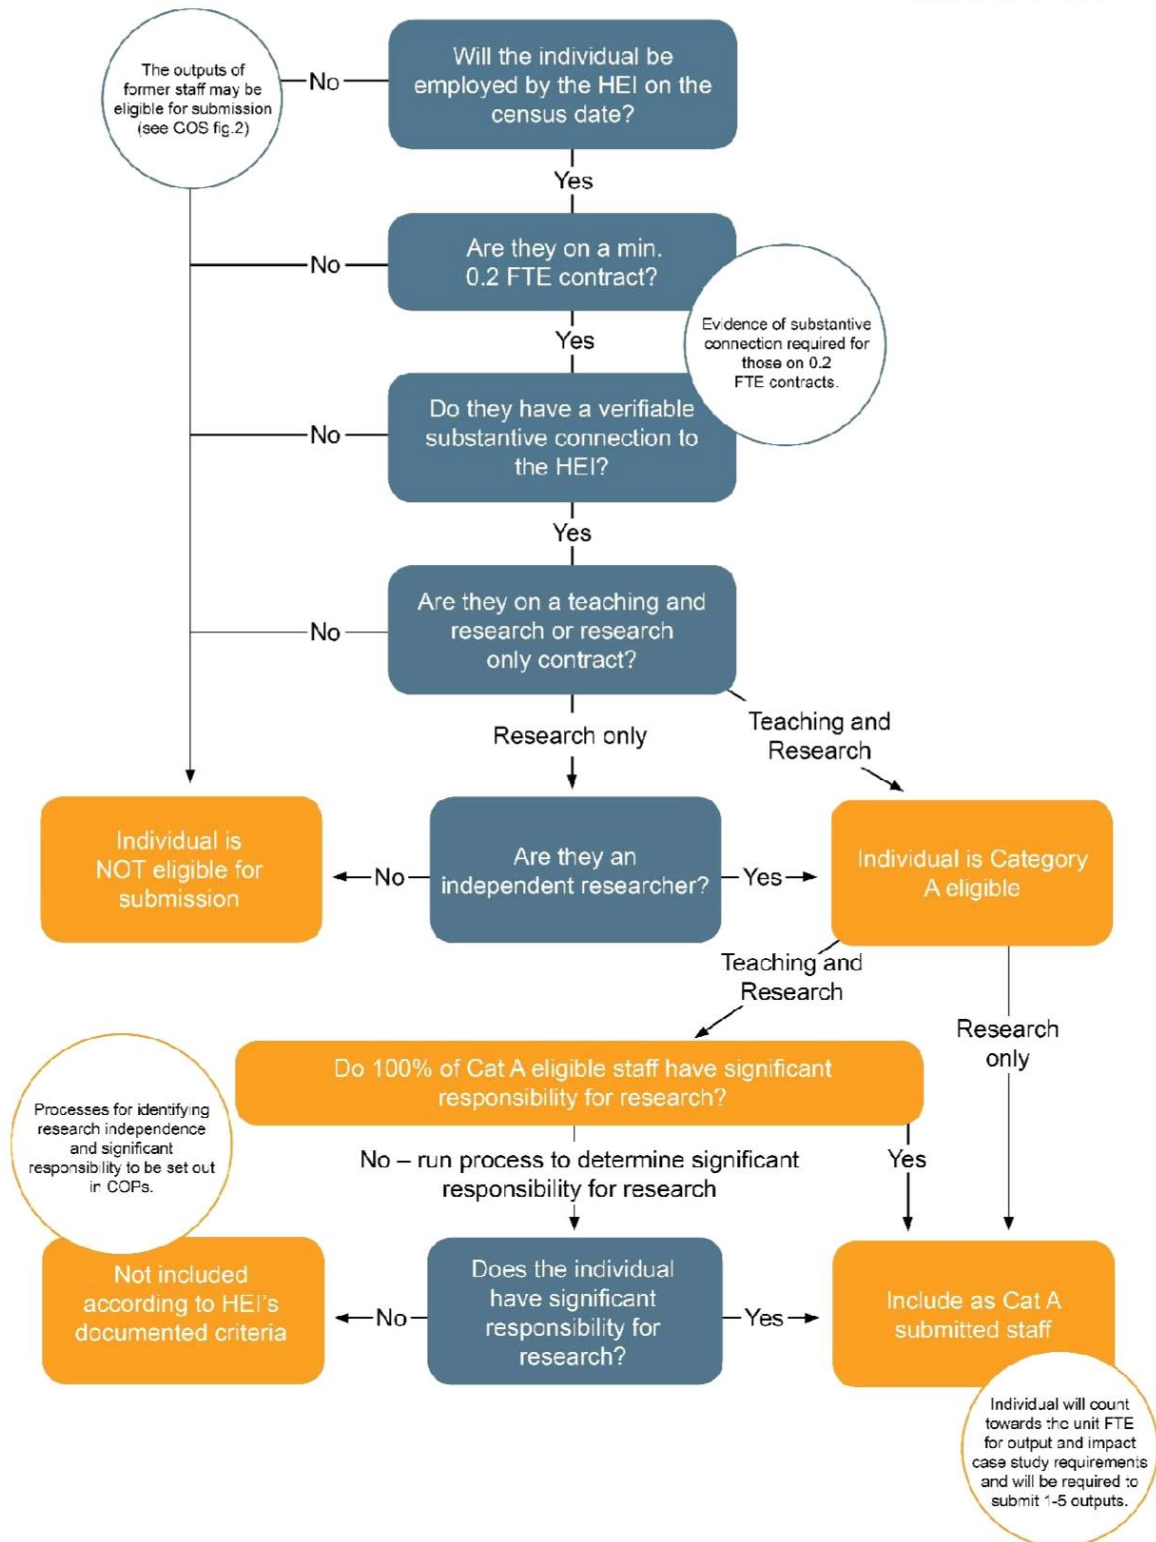 The outputs of
former staff may be
eligible for submission
(see GOS fig.2)
No
Will the individual be
employed by the HEI on the
census date?
Yes
No
Are they on a min.
0.2 FTE contract?
Yes
Evidence of substantive
connection required for
those on 0.2
FTE contracts.
No
Do they have a verifiable
substantive connection to
the HEI?
Yes
No
Are they on a teaching and
research or research
only contract?
Research only
Teaching and
Research
Individual is
NOT eligible for
submission
No
Are they an
independent researcher?
Yes
Individual is Category
A eligible
Teaching and
Research
Research
only
Do 100% of Cat A eligible staff have significant
responsibility for research?
Processes for identifying
research independence
and significant
responsibility to be set out
in COPs.
No – run process to determine significant
responsibility for research
Yes
Not included
according to HEI's
documented criteria
No
Does the individual
have significant
responsibility for
research?
Yes
Include as Cat A
submitted staff
Individual will count
towards the unit FTE
for output and impact
case study requirements
and will be required to
submit 1-5 outputs.